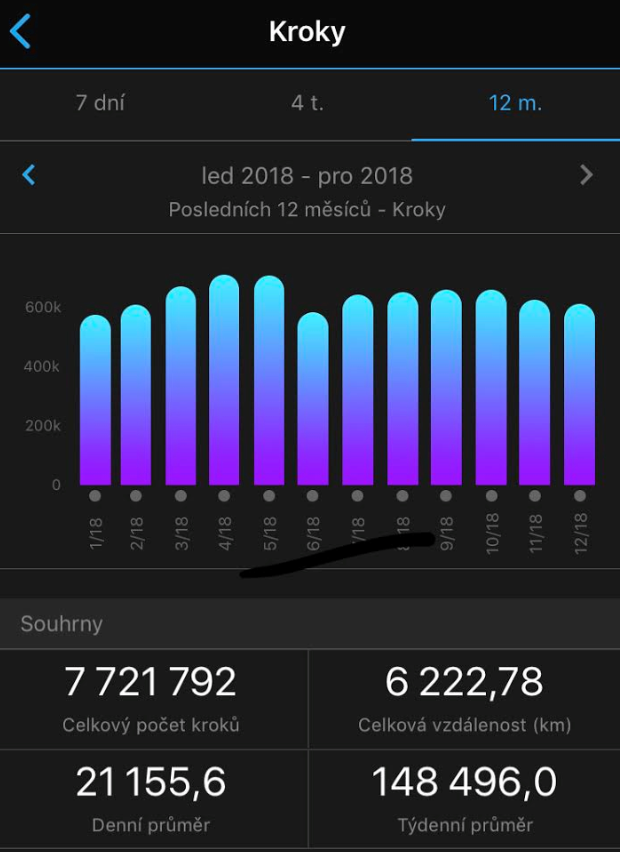 Kroky
7 dní 4 t. 12 m.
led 2018 - pro 2018
Posledních 12 měsíců - Kroky
600k
400k
200k
0
1/18 2/18 3/18 4/18 5/18 6/18 /18 /18 9/18 10/18 11/18 12/18
Souhrny
7 721 792 6 222,78
Celkový počet kroků Celková vzdálenost (km)
21 155,6 148 496,0
Denní průměr Týdenní průměr